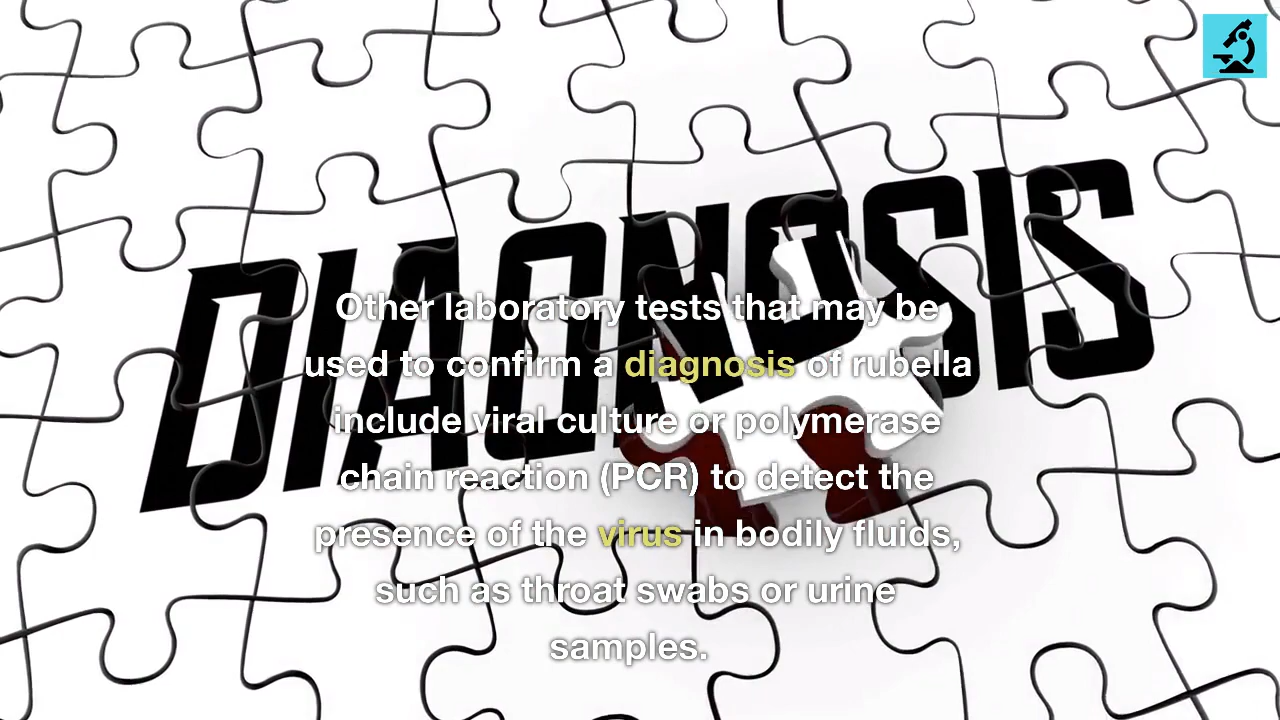 DIAGNOSIS
Other laboratory tests that may be
used to confirm a diagnosis of rubella
include viral culture or polymerase
chain reaction (PCR) to detect the
presence of the virus in bodily fluids,
such as throat swabs or urine
samples.